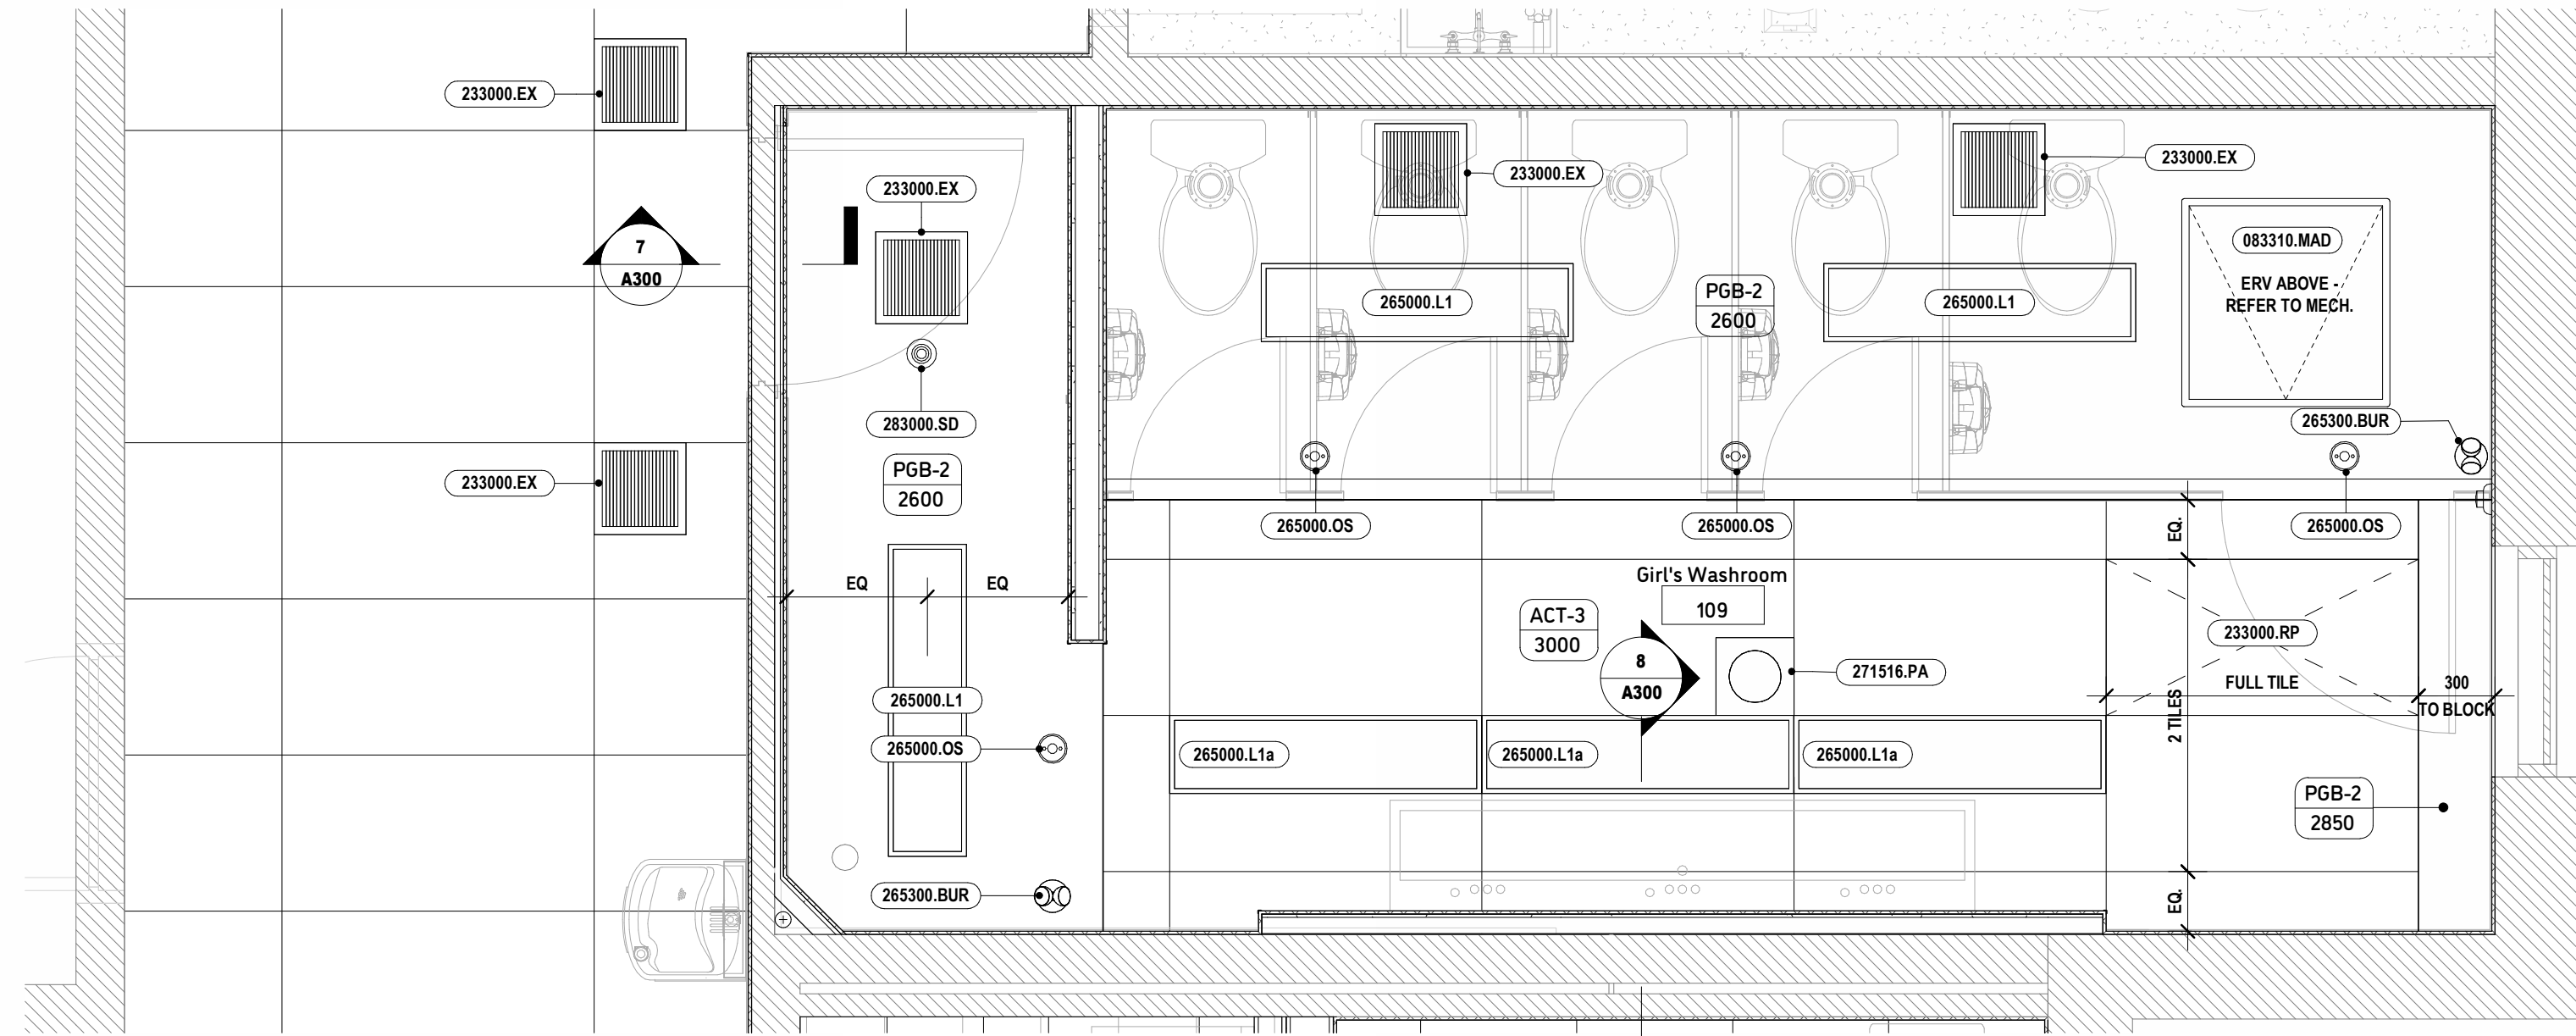 233000.EX
7
A300
233000.EX
233000.EX
283000.SD
PGB-2
2600
EQ
EQ
265000.L1
265000.OS
265300.BUR
233000.EX
233000.EX
265000.L1
PGB-2
2600
265000.L1
083310.MAD
ERV ABOVE -
REFER TO MECH.
265300.BUR
265000.OS
265000.OS
265000.OS
EQ.
Girl's Washroom
109
ACT-3
3000
8
A300
271516.PA
233000.RP
FULL TILE
300
TO BLOCK
2 TILES
265000.L1a
265000.L1a
265000.L1a
PGB-2
2850
EQ.